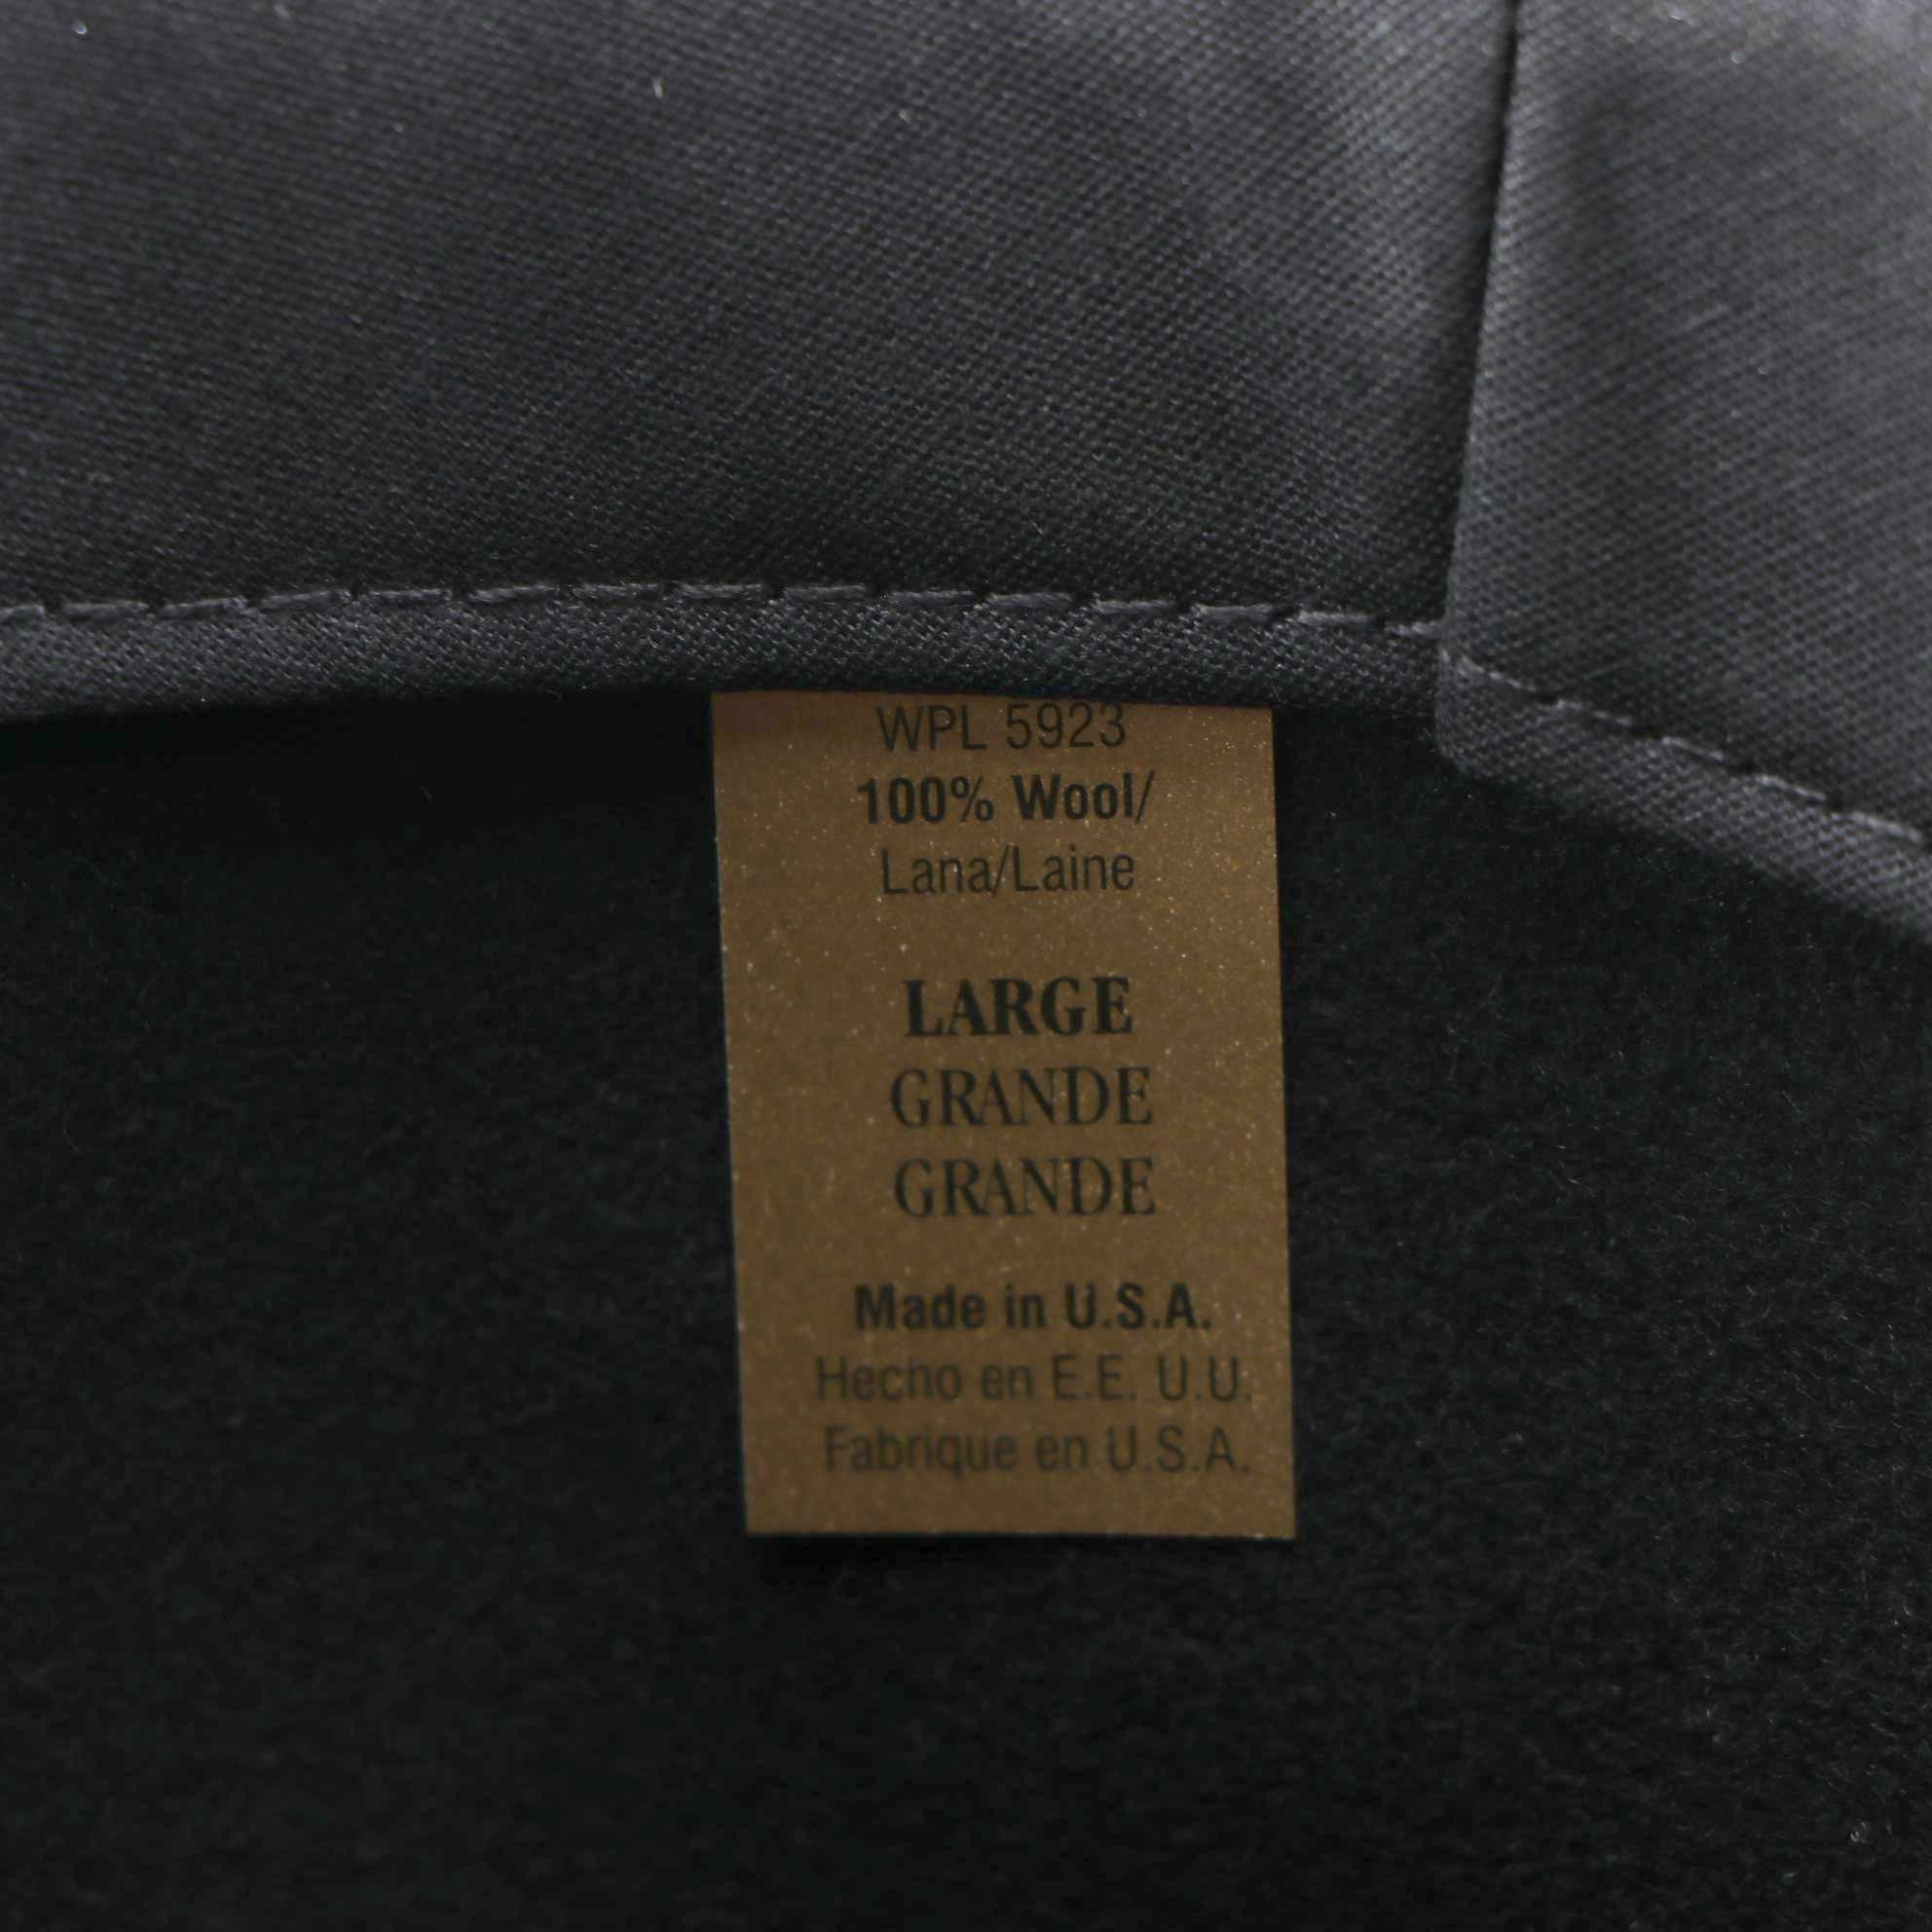 WPL 5923
100% Wool/
Lana/Laine
LARGE
GRANDE
GRANDE
Made in U.S.A.
Hecho en E.E. U.U.
Fabrique en U.S.A.